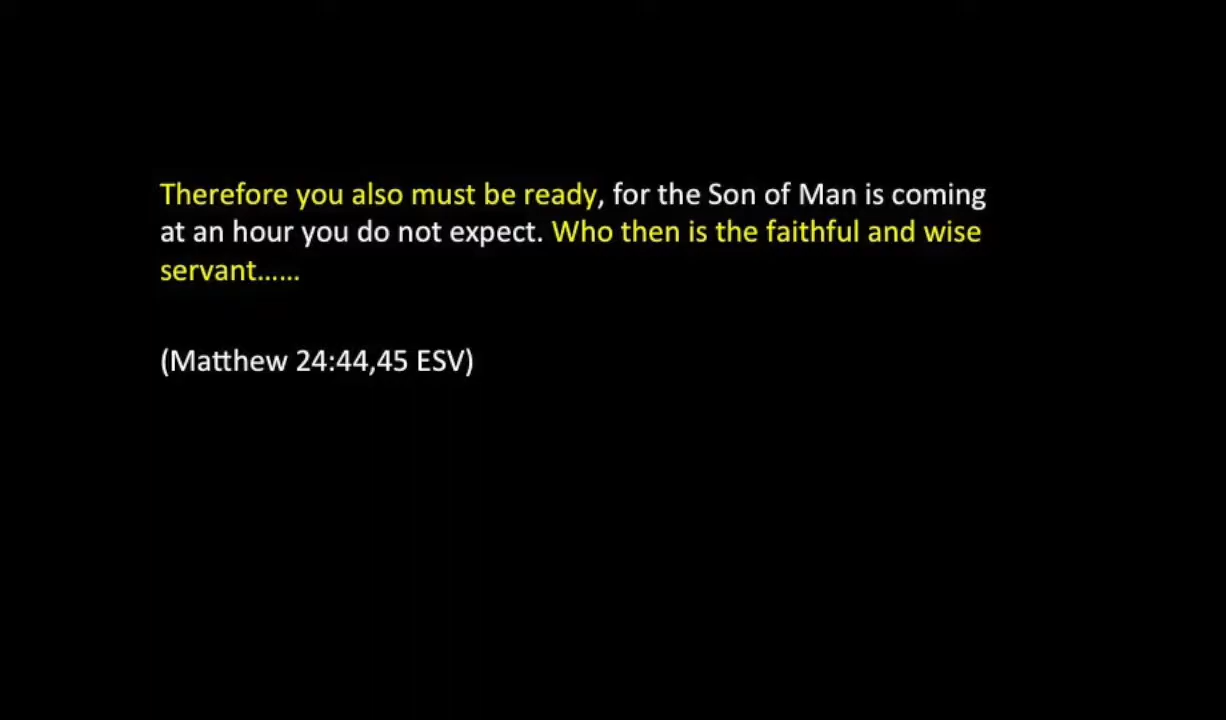 Therefore you also must be ready, for the Son of Man is coming
at an hour you do not expect. Who then is the faithful and wise
servant......
(Matthew 24:44,45 ESV)